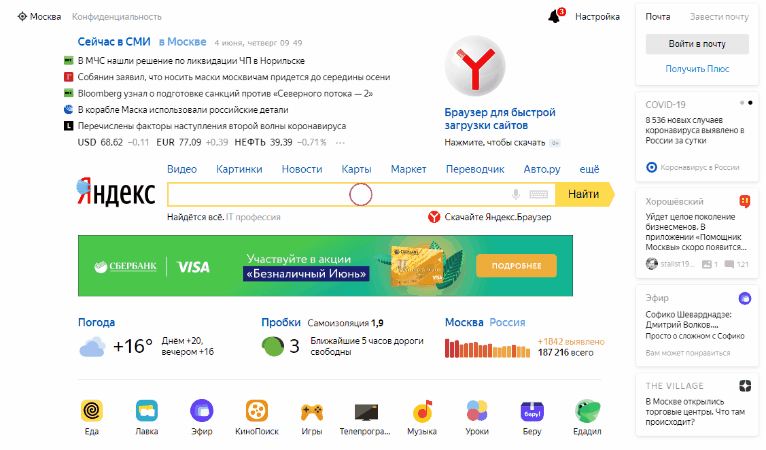 Москва Конфиденциальность
3 Настройка
Сейчас в СМИ в Москве 4 июня, четверг 09 49
В МЧС нашли решение по ликвидации ЧП в Норильске
Собянин заявил, что носить маски москвичам придется до середины осени
Bloomberg узнал о подготовке санкций против «Северного потока — 2»
В корабле Маска использовали российские детали
Перечислены факторы наступления второй волны коронавируса
USD 68,62 −0,11 EUR 77,09 +0,39 НЕФТЬ 39,39 −0,71% ···
Браузер для быстрой
загрузки сайтов
Нажмите, чтобы скачать 0+
Почта Завести почту
Войти в почту
Получить Плюс
COVID-19
8 536 новых случаев
коронавируса выявлено в
России за сутки
Коронавирус в России
Видео Картинки Новости Карты Маркет Переводчик Авто.ру ещё
Яндекс
Найти
Найдётся всё. IT профессия
Скачайте Яндекс.Браузер
Хорошёвский
Уйдет целое поколение
бизнесменов. В
приложении «Помощник
Москвы» скоро появится...
stalist19... 1 121
СБЕРБАНК VISA
Участвуйте в акции
«Безналичный Июнь»
ПОДРОБНЕЕ
Эфир
Софико Шеварднадзе:
Дмитрий Волков....
Просто о сложном с Софико
Вам может понравиться
Погода
+16° Днём +20,
вечером +16
Пробки Самоизоляция 1,9
3 Ближайшие 5 часов дороги
свободны
Москва Россия
+1842 выявлено
187 216 всего
THE VILLAGE
В Москве открылись
торговые центры. Что там
происходит?
Еда Лавка Эфир КиноПоиск Игры Телепрогра... Музыка Уроки Беру Едадил
беру!